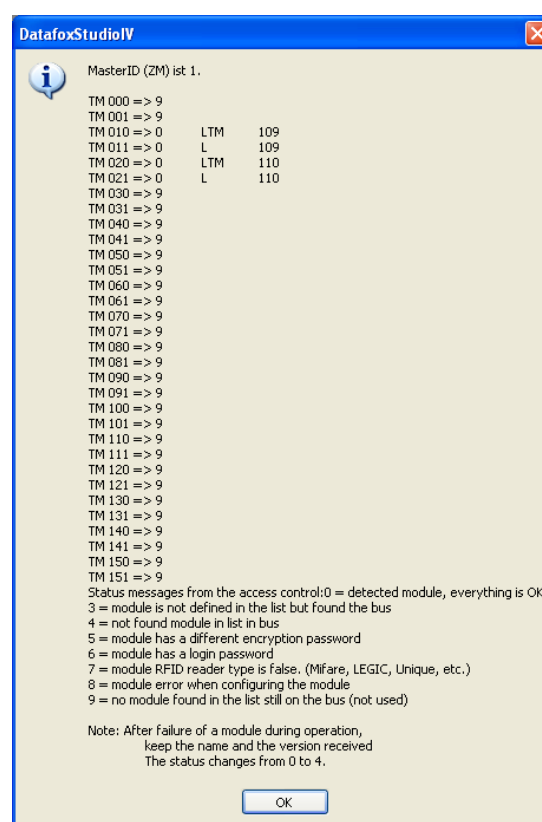 DatafoxStudioIV
MasterID (ZM) ist 1.
TM 000 => 9
TM 001 => 9
TM 010 => 0 LTM 109
TM 011 => 0 L 109
TM 020 => 0 LTM 110
TM 021 => 0 L 110
TM 030 => 9
TM 031 => 9
TM 040 => 9
TM 041 => 9
TM 050 => 9
TM 051 => 9
TM 060 => 9
TM 061 => 9
TM 070 => 9
TM 071 => 9
TM 080 => 9
TM 081 => 9
TM 090 => 9
TM 091 => 9
TM 100 => 9
TM 101 => 9
TM 110 => 9
TM 111 => 9
TM 120 => 9
TM 121 => 9
TM 130 => 9
TM 131 => 9
TM 140 => 9
TM 141 => 9
TM 150 => 9
TM 151 => 9
Status messages from the access control:0 = detected module, everything is OK
3 = module is not defined in the list but found the bus
4 = not found module in list in bus
5 = module has a different encryption password
6 = module has a login password
7 = module RFID reader type is false. (Mifare, LEGIC, Unique, etc.)
8 = module error when configuring the module
9 = no module found in the list still on the bus (not used)
Note: After failure of a module during operation,
keep the name and the version received
The status changes from 0 to 4.
OK